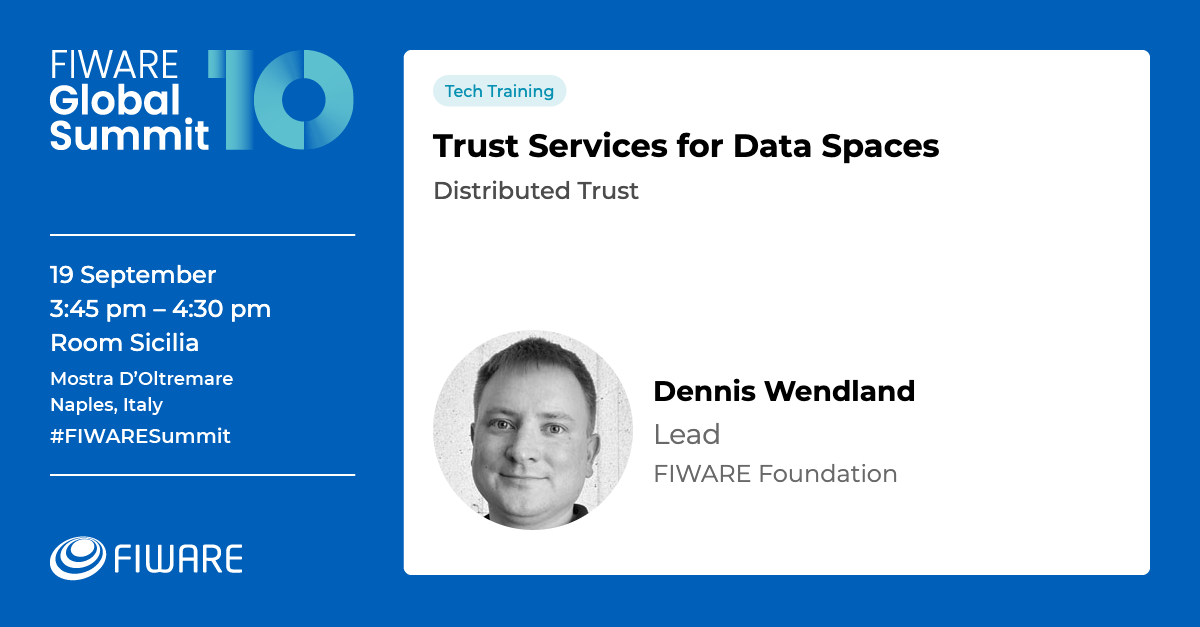 FIWARE
Global
Summit 10
19 September
3:45 pm – 4:30 pm
Room Sicilia
Mostra D’Oltremare
Naples, Italy
#FIWARESummit
FIWARE
Tech Training
Trust Services for Data Spaces
Distributed Trust
Dennis Wendland
Lead
FIWARE Foundation